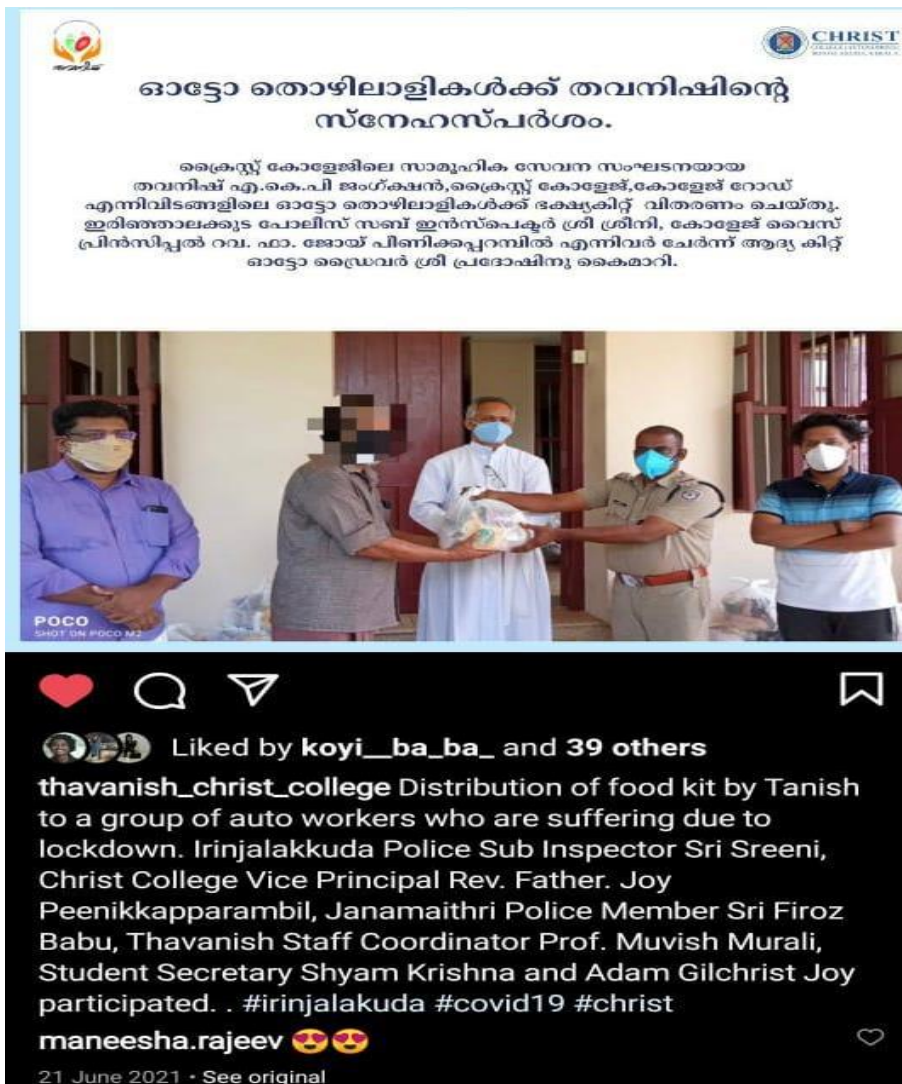 CHRIST
ഓട്ടോ തൊഴിലാളികൾക്ക് തവനിഷിന്റെ
സ്നേഹസ്പർശം.
ക്രൈസ്റ്റ് കോളേജിലെ സാമൂഹിക സേവന സംഘടനയായ
തവനിഷ് എ.കെ.പി ജംഗ്ക്ഷൻ,ക്രൈസ്റ്റ് കോളേജ്,കോളേജ് റോഡ്
എന്നിവിടങ്ങളിലെ ഓട്ടോ തൊഴിലാളികൾക്ക് ഭക്ഷ്യകിറ്റ് വിതരണം ചെയ്തു.
ഇരിഞ്ഞാലക്കുട പോലീസ് സബ് ഇൻസ്പെക്ടർ ശ്രീ ശ്രീനി, കോളേജ് വൈസ്
പ്രിൻസിപ്പൽ റവ. ഫാ. ജോയ് പീണിക്കപ്പറമ്പിൽ എന്നിവർ ചേർന്ന് ആദ്യ കിറ്റ്
ഓട്ടോ ഡ്രൈവർ ശ്രീ പ്രദോഷിനു കൈമാറി.
POCO
SHOT ON POCO M2
Liked by koyi__ba_ba_ and 39 others
thavanish_christ_college Distribution of food kit by Tanish
to a group of auto workers who are suffering due to
lockdown. Irinjalakkuda Police Sub Inspector Sri Sreeni,
Christ College Vice Principal Rev. Father. Joy
Peenikkapparambil, Janamaithri Police Member Sri Firoz
Babu, Thavanish Staff Coordinator Prof. Muvish Murali,
Student Secretary Shyam Krishna and Adam Gilchrist Joy
participated. . #irinjalakuda #covid19 #christ
maneesha.rajeev 😍😍
21 June 2021 • See original